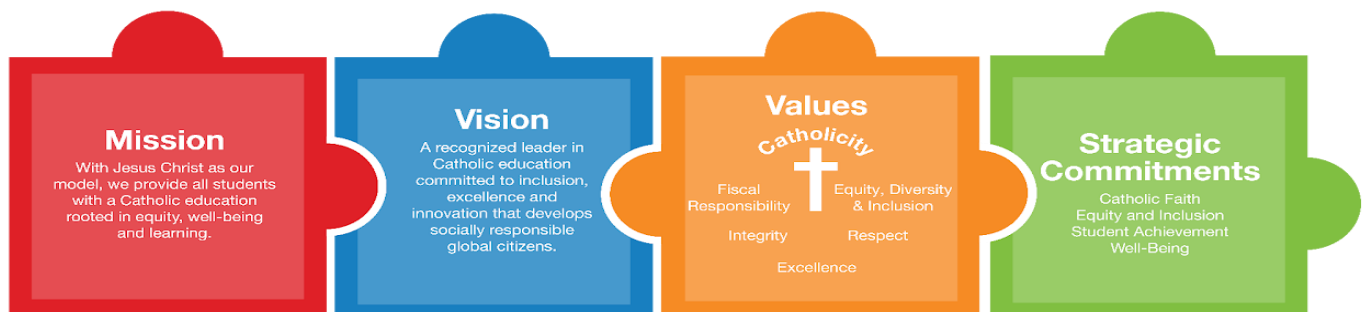 Mission
With Jesus Christ as our
model, we provide all students
with a Catholic education
rooted in equity, well-being
and learning.
Vision
A recognized leader in
Catholic education
committed to inclusion,
excellence and
innovation that develops
socially responsible
global citizens.
Values
Catholicity
Fiscal
Responsibility
Equity, Diversity
& Inclusion
Integrity
Respect
Excellence
Strategic
Commitments
Catholic Faith
Equity and Inclusion
Student Achievement
Well-Being